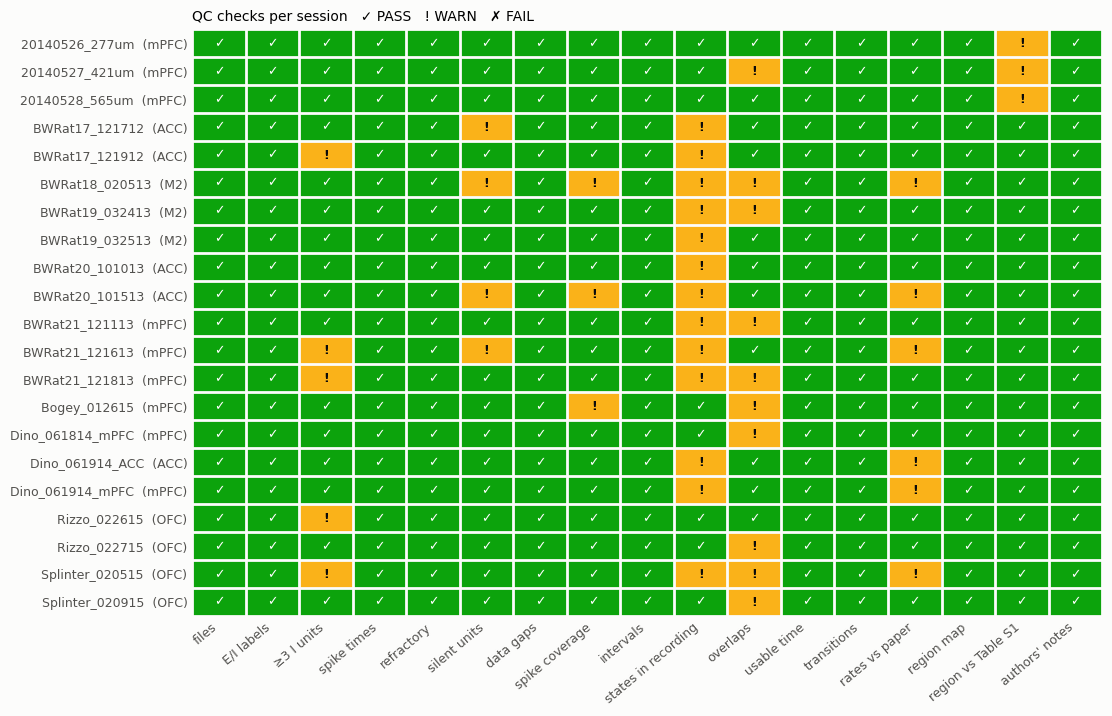 QC checks per session ✓ PASS ! WARN ✗ FAIL
20140526_277um (mPFC) ✓ ✓ ✓ ✓ ✓ ✓ ✓ ✓ ✓ ✓ ✓ ✓ ✓ ✓ ✓ ! ✓
20140527_421um (mPFC) ✓ ✓ ✓ ✓ ✓ ✓ ✓ ✓ ✓ ✓ ! ✓ ✓ ✓ ✓ ! ✓
20140528_565um (mPFC) ✓ ✓ ✓ ✓ ✓ ✓ ✓ ✓ ✓ ✓ ✓ ✓ ✓ ✓ ✓ ! ✓
BWRat17_121712 (ACC) ✓ ✓ ✓ ✓ ✓ ! ✓ ✓ ✓ ! ✓ ✓ ✓ ✓ ✓ ✓ ✓
BWRat17_121912 (ACC) ✓ ✓ ! ✓ ✓ ✓ ✓ ✓ ✓ ! ✓ ✓ ✓ ✓ ✓ ✓ ✓
BWRat18_020513 (M2) ✓ ✓ ✓ ✓ ✓ ! ✓ ! ✓ ! ! ✓ ✓ ! ✓ ✓ ✓
BWRat19_032413 (M2) ✓ ✓ ✓ ✓ ✓ ✓ ✓ ✓ ✓ ! ! ✓ ✓ ✓ ✓ ✓ ✓
BWRat19_032513 (M2) ✓ ✓ ✓ ✓ ✓ ✓ ✓ ✓ ✓ ! ✓ ✓ ✓ ✓ ✓ ✓ ✓
BWRat20_101013 (ACC) ✓ ✓ ✓ ✓ ✓ ✓ ✓ ✓ ✓ ! ✓ ✓ ✓ ✓ ✓ ✓ ✓
BWRat20_101513 (ACC) ✓ ✓ ✓ ✓ ✓ ! ✓ ! ✓ ! ✓ ✓ ✓ ! ✓ ✓ ✓
BWRat21_121113 (mPFC) ✓ ✓ ✓ ✓ ✓ ✓ ✓ ✓ ✓ ! ! ✓ ✓ ✓ ✓ ✓ ✓
BWRat21_121613 (mPFC) ✓ ✓ ! ✓ ✓ ! ✓ ✓ ✓ ! ✓ ✓ ✓ ! ✓ ✓ ✓
BWRat21_121813 (mPFC) ✓ ✓ ! ✓ ✓ ✓ ✓ ✓ ✓ ! ! ✓ ✓ ✓ ✓ ✓ ✓
Bogey_012615 (mPFC) ✓ ✓ ✓ ✓ ✓ ✓ ✓ ! ✓ ✓ ! ✓ ✓ ✓ ✓ ✓ ✓
Dino_061814_mPFC (mPFC) ✓ ✓ ✓ ✓ ✓ ✓ ✓ ✓ ✓ ✓ ! ✓ ✓ ✓ ✓ ✓ ✓
Dino_061914_ACC (ACC) ✓ ✓ ✓ ✓ ✓ ✓ ✓ ✓ ✓ ! ✓ ✓ ✓ ! ✓ ✓ ✓
Dino_061914_mPFC (mPFC) ✓ ✓ ✓ ✓ ✓ ✓ ✓ ✓ ✓ ! ✓ ✓ ✓ ! ✓ ✓ ✓
Rizzo_022615 (OFC) ✓ ✓ ! ✓ ✓ ✓ ✓ ✓ ✓ ✓ ✓ ✓ ✓ ✓ ✓ ✓ ✓
Rizzo_022715 (OFC) ✓ ✓ ✓ ✓ ✓ ✓ ✓ ✓ ✓ ✓ ! ✓ ✓ ✓ ✓ ✓ ✓
Splinter_020515 (OFC) ✓ ✓ ! ✓ ✓ ✓ ✓ ✓ ✓ ! ! ✓ ✓ ! ✓ ✓ ✓
Splinter_020915 (OFC) ✓ ✓ ✓ ✓ ✓ ✓ ✓ ✓ ✓ ✓ ! ✓ ✓ ✓ ✓ ✓ ✓
files
E/I labels
≥3 I units
spike times
refractory
silent units
data gaps
spike coverage
intervals
states in recording
overlaps
usable time
transitions
rates vs paper
region map
region vs Table S1
authors' notes